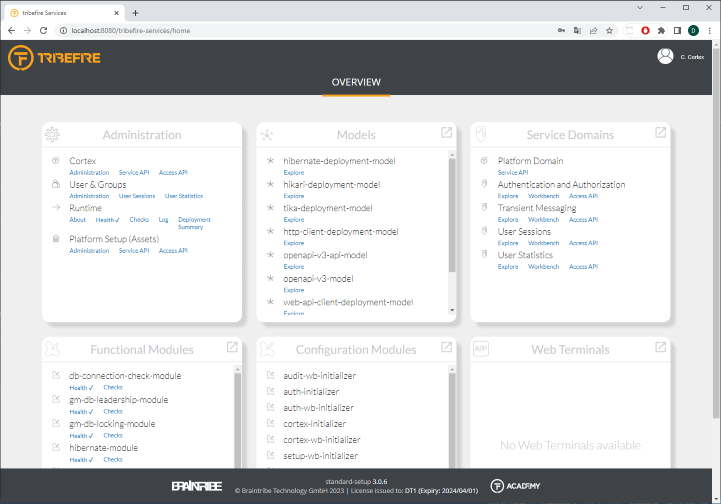 tribefire Services
localhost:8080/tribefire-services/home
D
TRIBEFIRE
C. Cortex
OVERVIEW
Administration
Cortex
Administration Service API Access API
User & Groups
Administration User Sessions User Statistics
Runtime
About Health ✓ Checks Log Deployment Summary
Platform Setup (Assets)
Administration Service API Access API
Models
hibernate-deployment-model
Explore
hikari-deployment-model
Explore
tika-deployment-model
Explore
http-client-deployment-model
Explore
openapi-v3-api-model
Explore
openapi-v3-model
Explore
web-api-client-deployment-model
Explore
Service Domains
Platform Domain
Service API
Authentication and Authorization
Explore Workbench Access API
Transient Messaging
Explore Workbench Access API
User Sessions
Explore Workbench Access API
User Statistics
Explore Workbench Access API
Functional Modules
db-connection-check-module
Health ✓ Checks
gm-db-leadership-module
Health ✓ Checks
gm-db-locking-module
Health ✓ Checks
hibernate-module
Health ✓ Checks
Configuration Modules
audit-wb-initializer
auth-initializer
auth-wb-initializer
cortex-initializer
cortex-wb-initializer
setup-wb-initializer
APP
Web Terminals
No Web Terminals available
BRAINTRIBE
standard-setup 3.0.6
© Braintribe Technology GmbH 2023 | License issued to: DT1 (Expiry: 2024/04/01)
ACADEMY